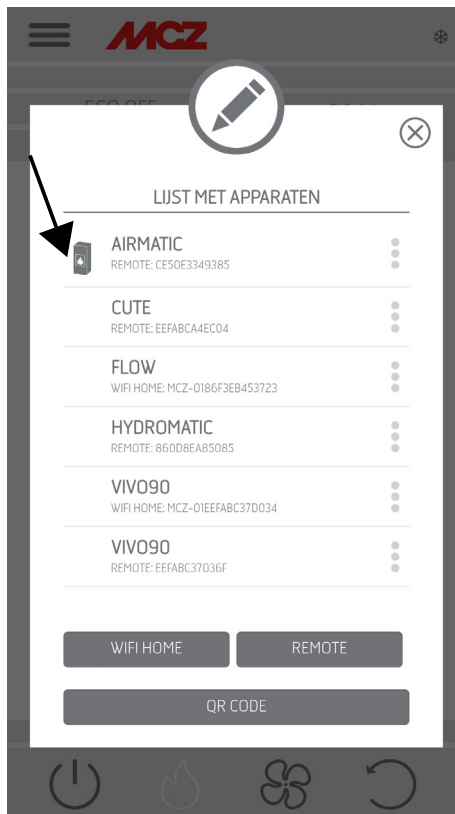 MCZ
LIJST MET APPARATEN
AIRMATIC
REMOTE: CE50E3349385
CUTE
REMOTE: EEFABCA4EC04
FLOW
WIFI HOME: MCZ-0186F3EB453723
HYDROMATIC
REMOTE: 860D8EA85085
VIVO90
WIFI HOME: MCZ-01EEFABC37D034
VIVO90
REMOTE: EEFABC37036F
WIFI HOME REMOTE
QR CODE